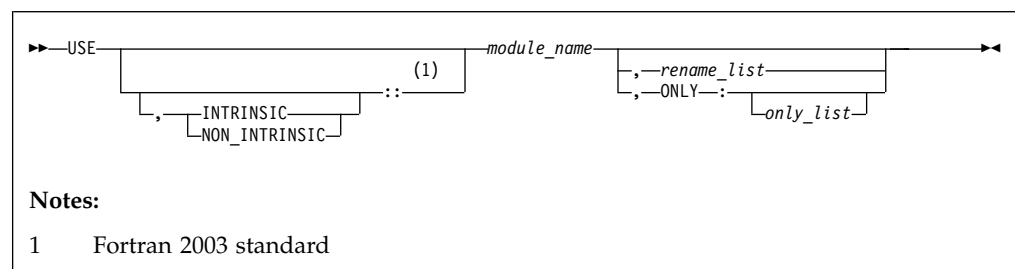 USE module_name
(1)
, rename_list
::
, INTRINSIC , ONLY :
NON_INTRINSIC only_list
Notes:
1 Fortran 2003 standard